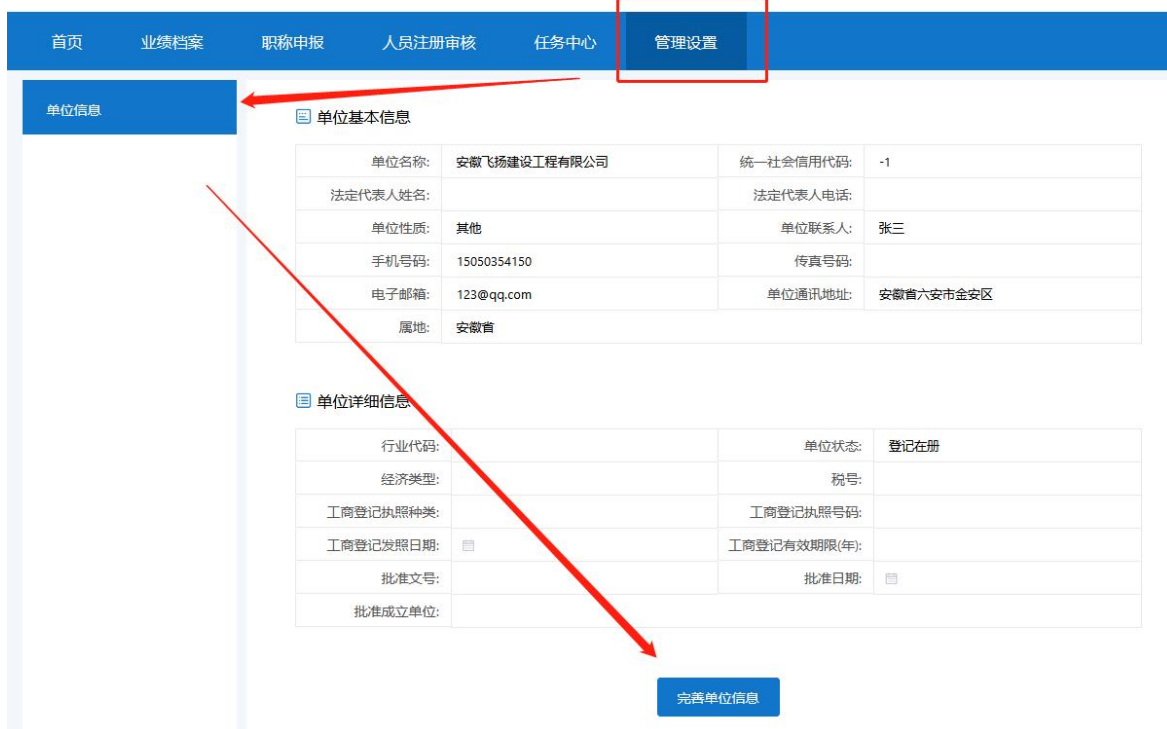 首页 业绩档案 职称申报 人员注册审核 任务中心 管理设置
单位信息
单位基本信息
单位名称: 安徽飞扬建设工程有限公司 统一社会信用代码: -1
法定代表人姓名: 法定代表人电话:
单位性质: 其他 单位联系人: 张三
手机号码: 15050354150 传真号码:
电子邮箱: 123@qq.com 单位通讯地址: 安徽省六安市金安区
属地: 安徽省
单位详细信息
行业代码: 单位状态: 登记在册
经济类型: 税号:
工商登记执照种类: 工商登记执照号码:
工商登记发照日期: 工商登记有效期限(年):
批准文号: 批准日期:
批准成立单位:
完善单位信息